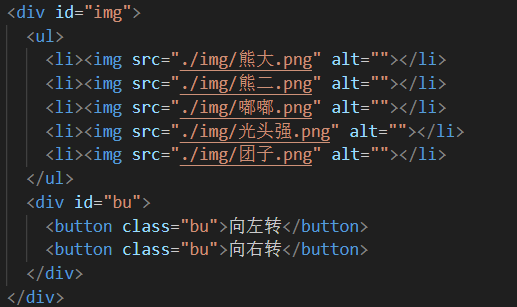 <div id="img">
<ul>
<li><img src="./img/熊大.png" alt=""></li>
<li><img src="./img/熊二.png" alt=""></li>
<li><img src="./img/嘟嘟.png" alt=""></li>
<li><img src="./img/光头强.png" alt=""></li>
<li><img src="./img/团子.png" alt=""></li>
</ul>
<div id="bu">
<button class="bu">向左转</button>
<button class="bu">向右转</button>
</div>
</div>